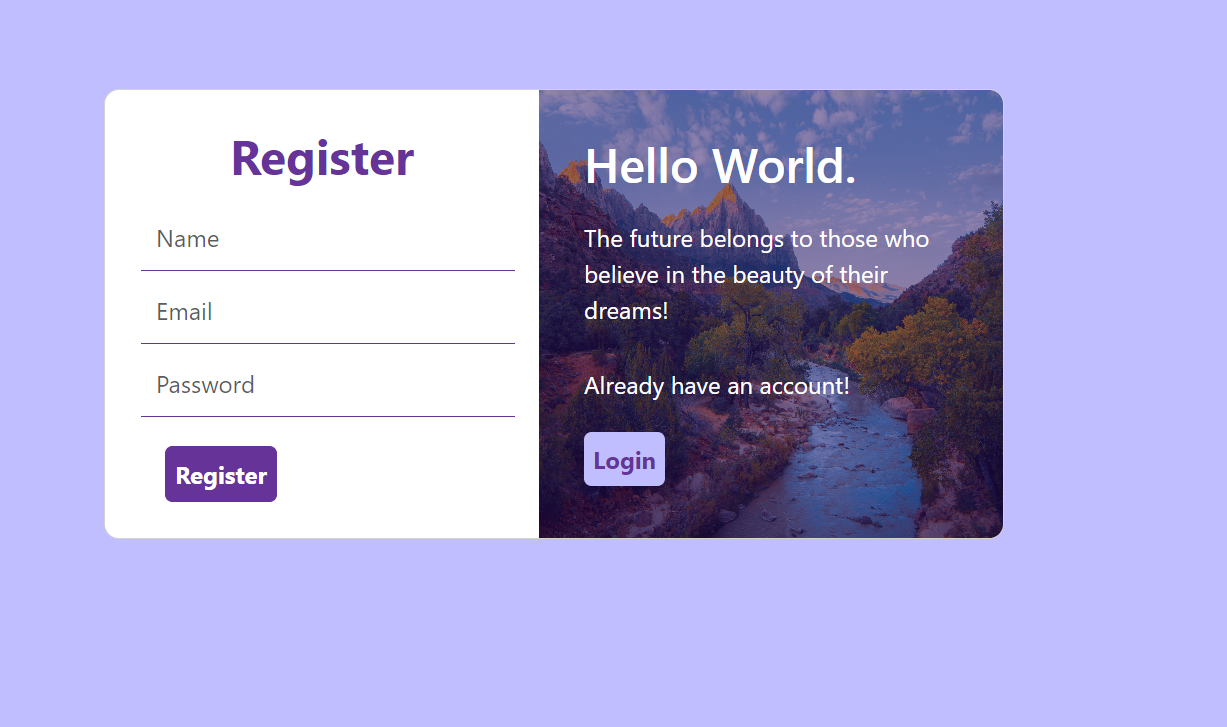 Register
Name
Email
Password
Register
Hello World.
The future belongs to those who
believe in the beauty of their
dreams!
Already have an account!
Login